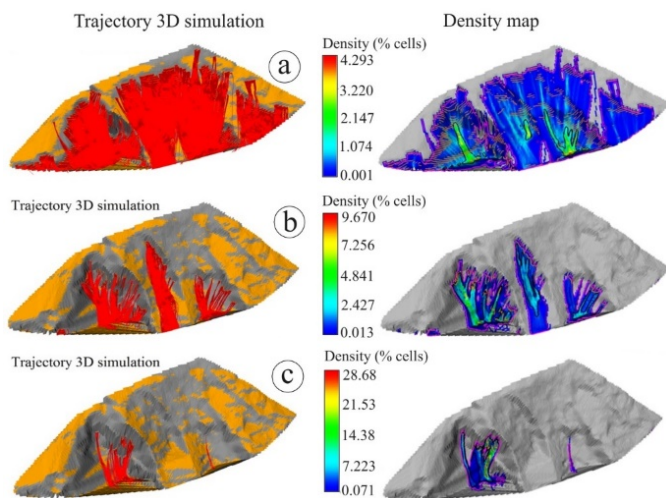 Trajectory 3D simulation
Density map
a
Density (% cells)
4.293
3.220
2.147
1.074
0.001
Trajectory 3D simulation
b
Density (% cells)
9.670
7.256
4.841
2.427
0.013
Trajectory 3D simulation
c
Density (% cells)
28.68
21.53
14.38
7.223
0.071